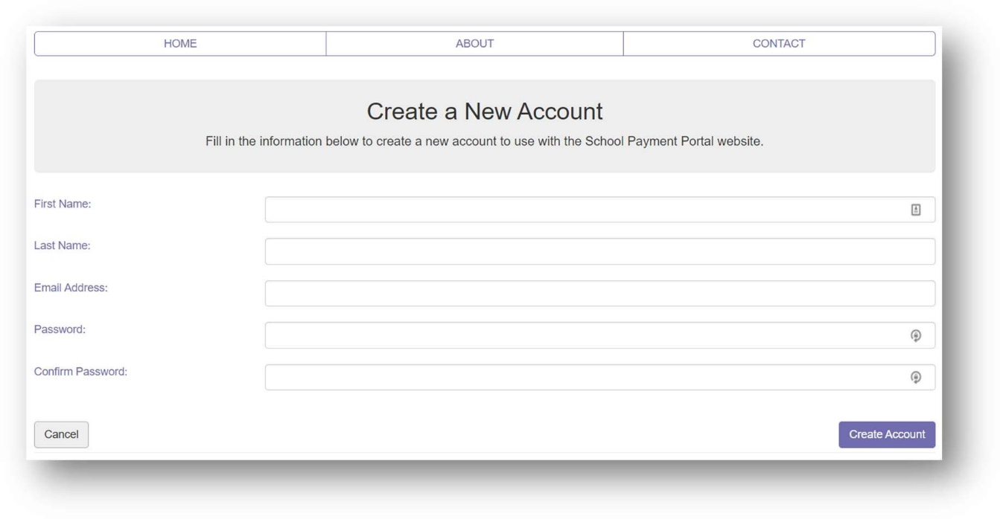 HOME ABOUT CONTACT
Create a New Account
Fill in the information below to create a new account to use with the School Payment Portal website.
First Name:
Last Name:
Email Address:
Password:
Confirm Password:
Cancel Create Account